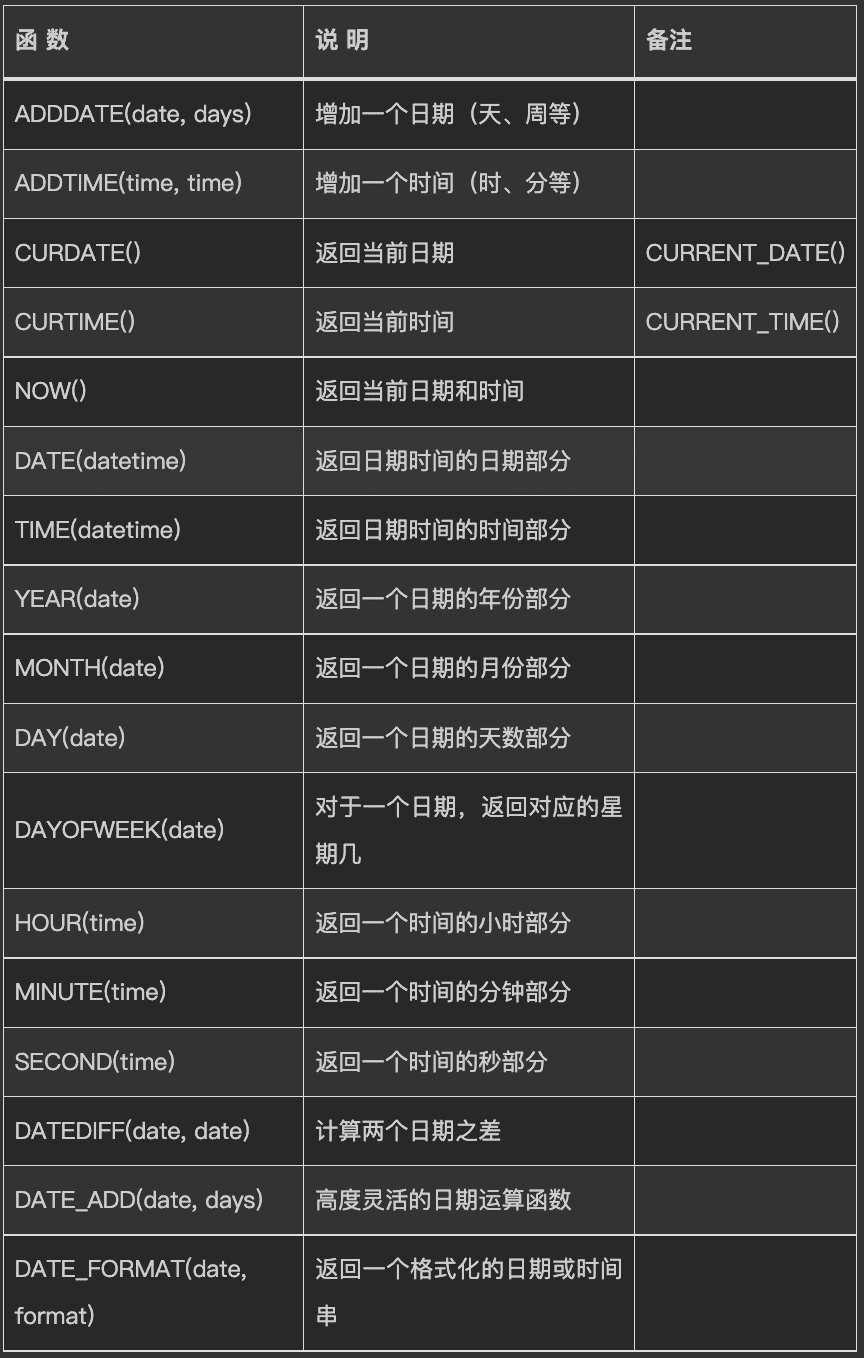 函 数 说 明 备注
ADDDATE(date, days) 增加一个日期（天、周等）
ADDTIME(time, time) 增加一个时间（时、分等）
CURDATE() 返回当前日期 CURRENT_DATE()
CURTIME() 返回当前时间 CURRENT_TIME()
NOW() 返回当前日期和时间
DATE(datetime) 返回日期时间的日期部分
TIME(datetime) 返回日期时间的时间部分
YEAR(date) 返回一个日期的年份部分
MONTH(date) 返回一个日期的月份部分
DAY(date) 返回一个日期的天数部分
DAYOFWEEK(date) 对于一个日期，返回对应的星
期几
HOUR(time) 返回一个时间的小时部分
MINUTE(time) 返回一个时间的分钟部分
SECOND(time) 返回一个时间的秒部分
DATEDIFF(date, date) 计算两个日期之差
DATE_ADD(date, days) 高度灵活的日期运算函数
DATE_FORMAT(date, 返回一个格式化的日期或时间
format) 串